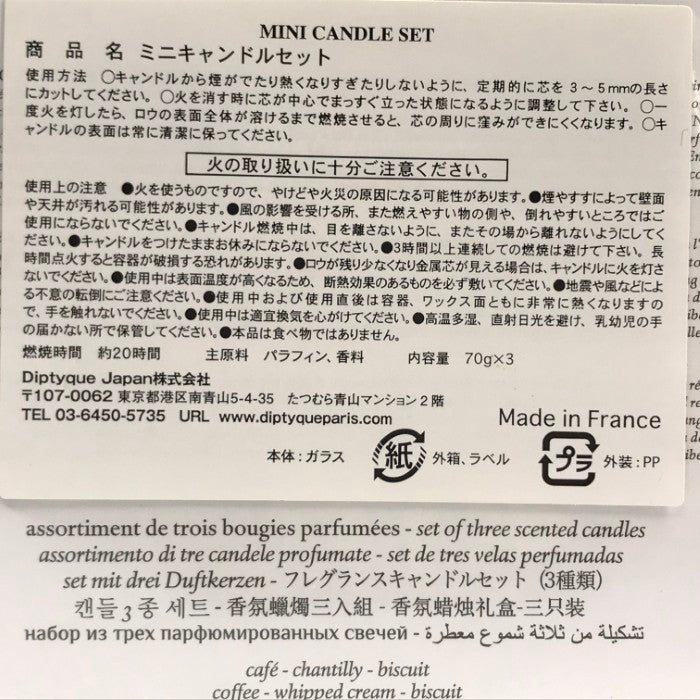 MINI CANDLE SET
商 品 名 ミニキャンドルセット
使用方法 ○キャンドルから煙がでたり熱くなりすぎたりしないように、定期的に芯を 3～5mmの長さ
にカットしてください。○火を消す時に芯が中心でまっすぐ立った状態になるように調整して下さい。○一
度火を灯したら、ロウの表面全体が溶けるまで燃焼させると、芯の周りに窪みができにくくなります。○キ
ャンドルの表面は常に清潔に保ってください。
火の取り扱いに十分ご注意ください。
使用上の注意 ●火を使うものですので、やけどや火災の原因になる可能性があります。●煙やすすによって壁面
や天井が汚れる可能性があります。●風の影響を受ける所、また燃えやすい物の側や、倒れやすいところではご
使用にならないでください。●キャンドル燃焼中は、目を離さないように、またその場から離れないようにしてく
ださい。●キャンドルをつけたままお休みにならないでください。●3時間以上連続しての燃焼は避けて下さい。長
時間点火すると容器が破損する恐れがあります。●ロウが残り少なくなり金属芯が見える場合は、キャンドルに火を灯さ
ないでください。●使用中は表面温度が高くなるため、断熱効果のあるものを必ず敷いてください。●地震や風などによ
る不意の転倒にご注意ください。●使用中および使用直後は容器、ワックス面ともに非常に熱くなりますの
で、手を触れないでください。●使用中は適宜換気を心がけてください。●高温多湿、直射日光を避け、乳幼児の手
の届かない所で保管してください。●本品は食べ物ではありません。
燃焼時間 約20時間 主原料 パラフィン、香料 内容量 70g×3
Diptyque Japan株式会社
〒107-0062 東京都港区南青山5-4-35 たつむら青山マンション2階
TEL 03-6450-5735 URL www.diptyqueparis.com
Made in France
本体：ガラス 紙 外箱、ラベル プラ 外装：PP
assortiment de trois bougies parfumées - set of three scented candles
assortimento di tre candele profumate - set de tres velas perfumadas
set mit drei Duftkerzen - フレグランスキャンドルセット（3種類）
캔들 3 종 세트 - 香氛蠟燭三入組 - 香氛蜡烛礼盒-三只装
набор из трех парфюмированных свечей - تشكيلة من ثلاثة شموع معطرة
café - chantilly - biscuit
coffee - whipped cream - biscuit